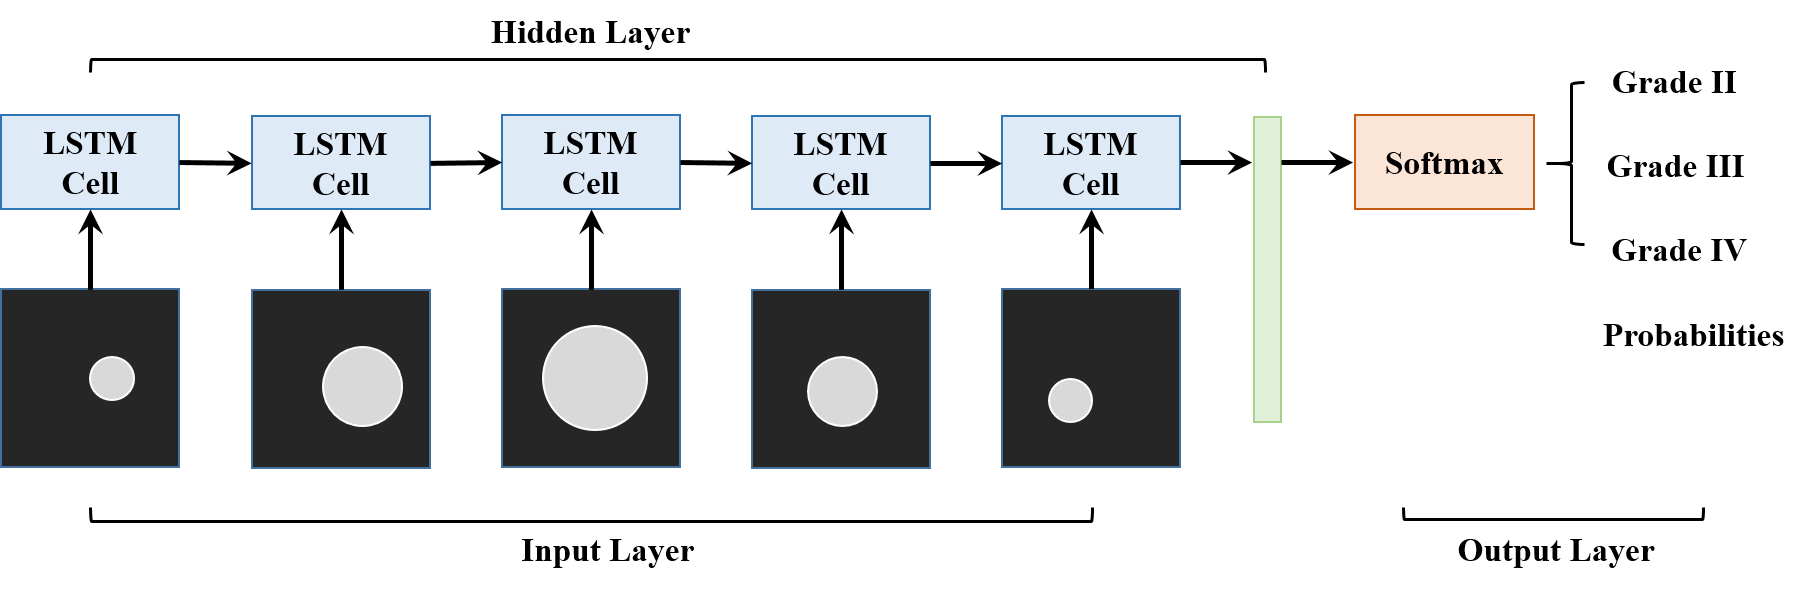 Hidden Layer
LSTM
Cell
LSTM
Cell
LSTM
Cell
LSTM
Cell
LSTM
Cell
Softmax
Grade II
Grade III
Grade IV
Probabilities
Input Layer
Output Layer